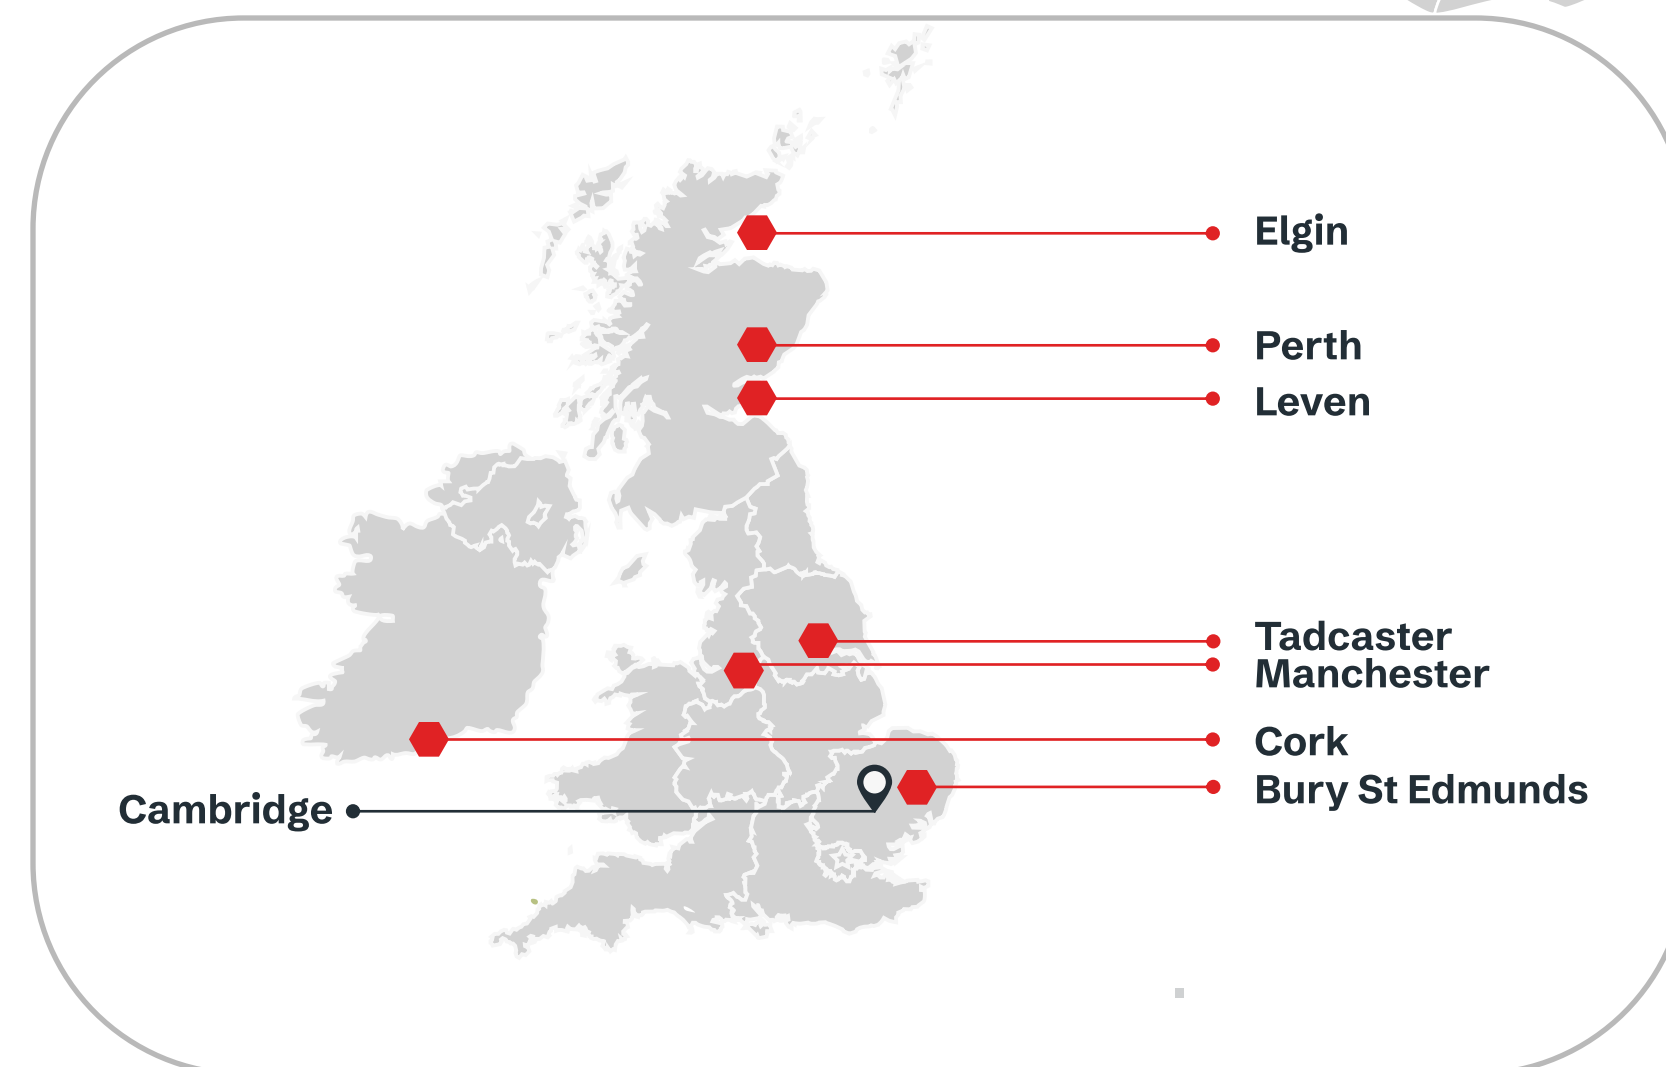 Elgin
Perth
Leven
Tadcaster
Manchester
Cork
Bury St Edmunds
Cambridge